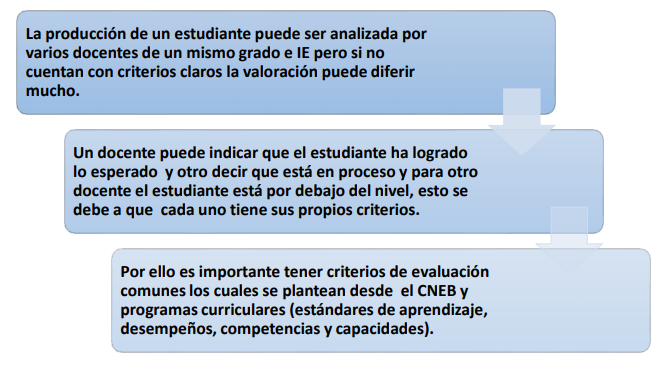 La producción de un estudiante puede ser analizada por
varios docentes de un mismo grado e IE pero si no
cuentan con criterios claros la valoración puede diferir
mucho.
Un docente puede indicar que el estudiante ha logrado
lo esperado y otro decir que está en proceso y para otro
docente el estudiante está por debajo del nivel, esto se
debe a que cada uno tiene sus propios criterios.
Por ello es importante tener criterios de evaluación
comunes los cuales se plantean desde el CNEB y
programas curriculares (estándares de aprendizaje,
desempeños, competencias y capacidades).